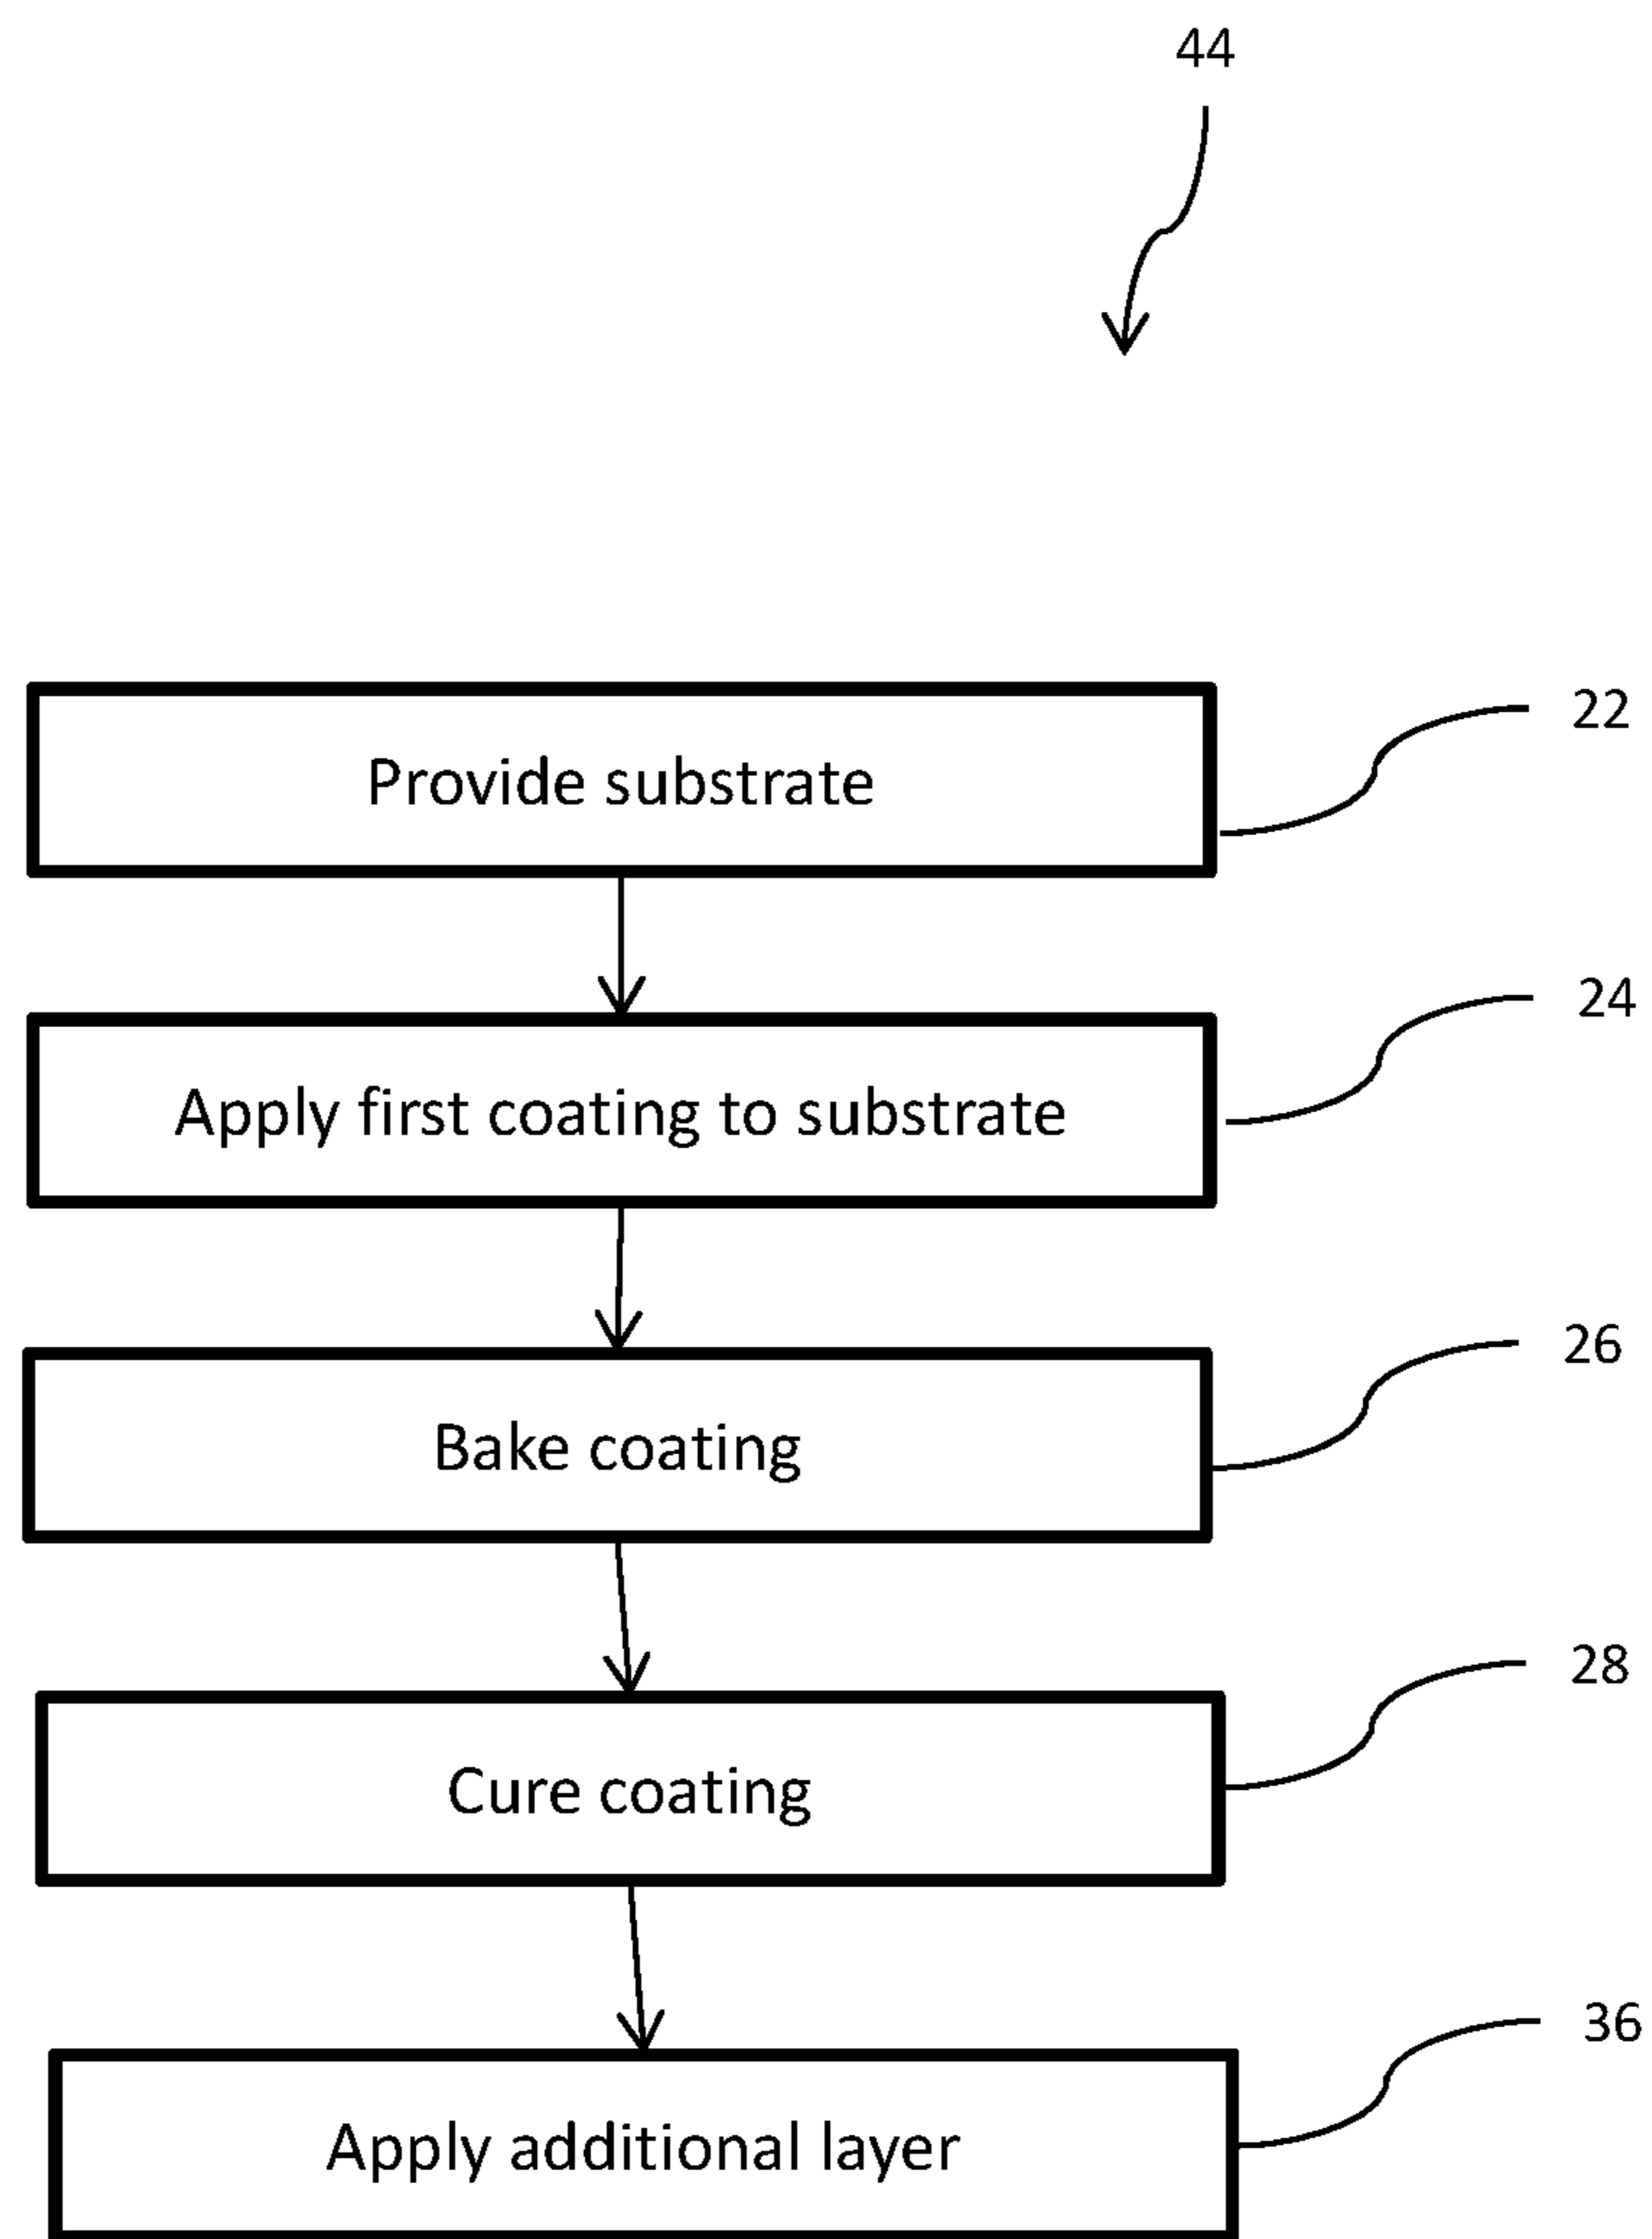 44
Provide substrate
22
Apply first coating to substrate
24
Bake coating
26
Cure coating
28
Apply additional layer
36